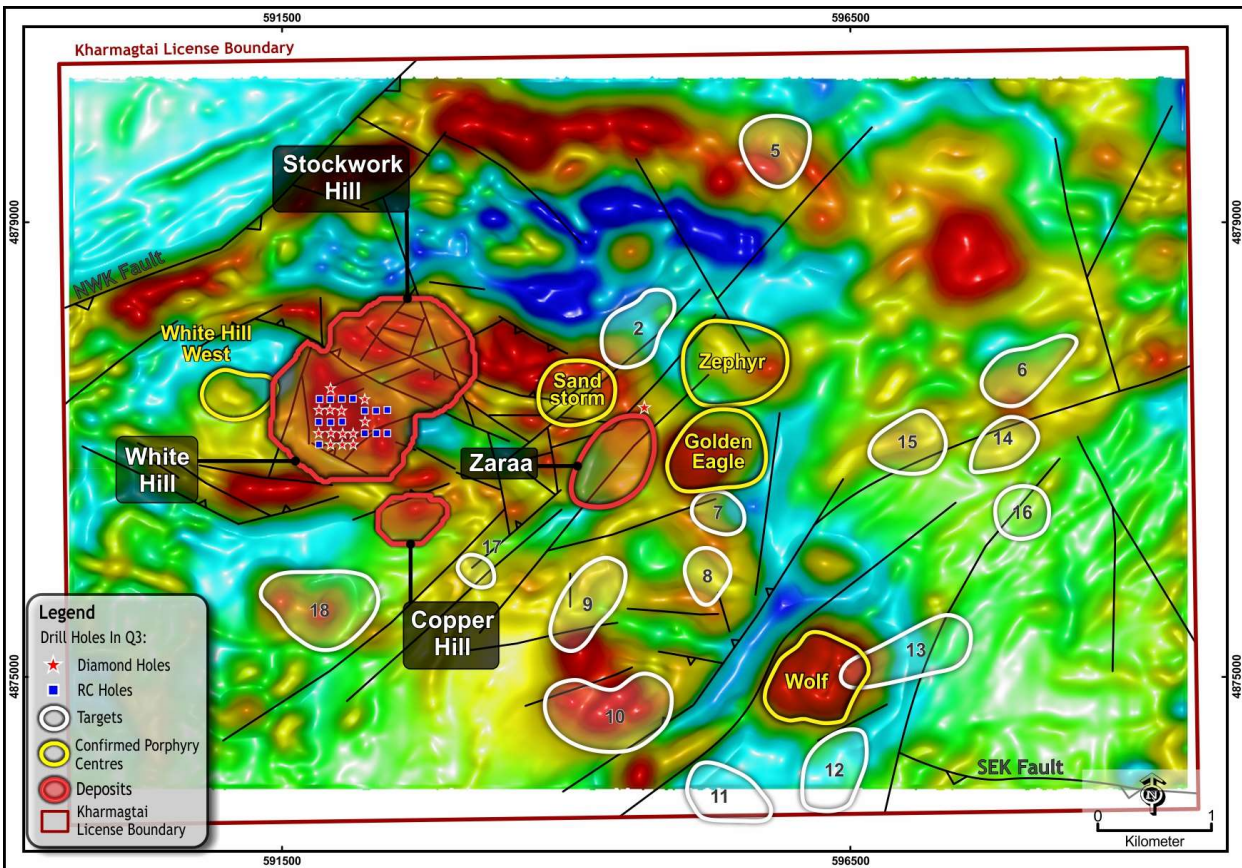 591500
596500
Kharmagtai License Boundary
4879000
4879000
Stockwork
Hill
5
NWK Fault
White Hill
West
2
Zephyr
6
Sand
storm
15
14
Golden
Eagle
White
Hill
Zaraa
7
16
17
8
9
18
Copper
Hill
13
Wolf
10
12
11
SEK Fault
4875000
4875000
Legend
Drill Holes In Q3:
Diamond Holes
RC Holes
Targets
Confirmed Porphyry
Centres
Deposits
Kharmagtai
License Boundary
N
0
1
Kilometer
591500
596500